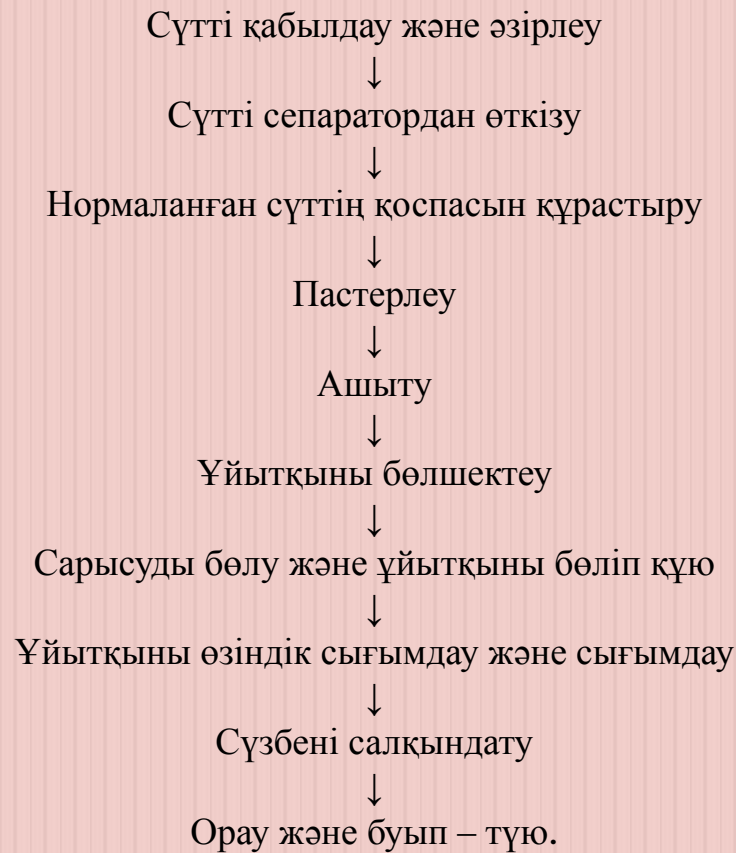 Сүтті қабылдау және әзірлеу
↓
Сүтті сепаратордан өткізу
↓
Нормаланған сүттің қоспасын құрастыру
↓
Пастерлеу
↓
Ашыту
↓
Ұйытқыны бөлшектеу
↓
Сарысуды бөлу және ұйытқыны бөліп құю
↓
Ұйытқыны өзіндік сығымдау және сығымдау
↓
Сүзбені салқындату
↓
Орау және буып – түю.